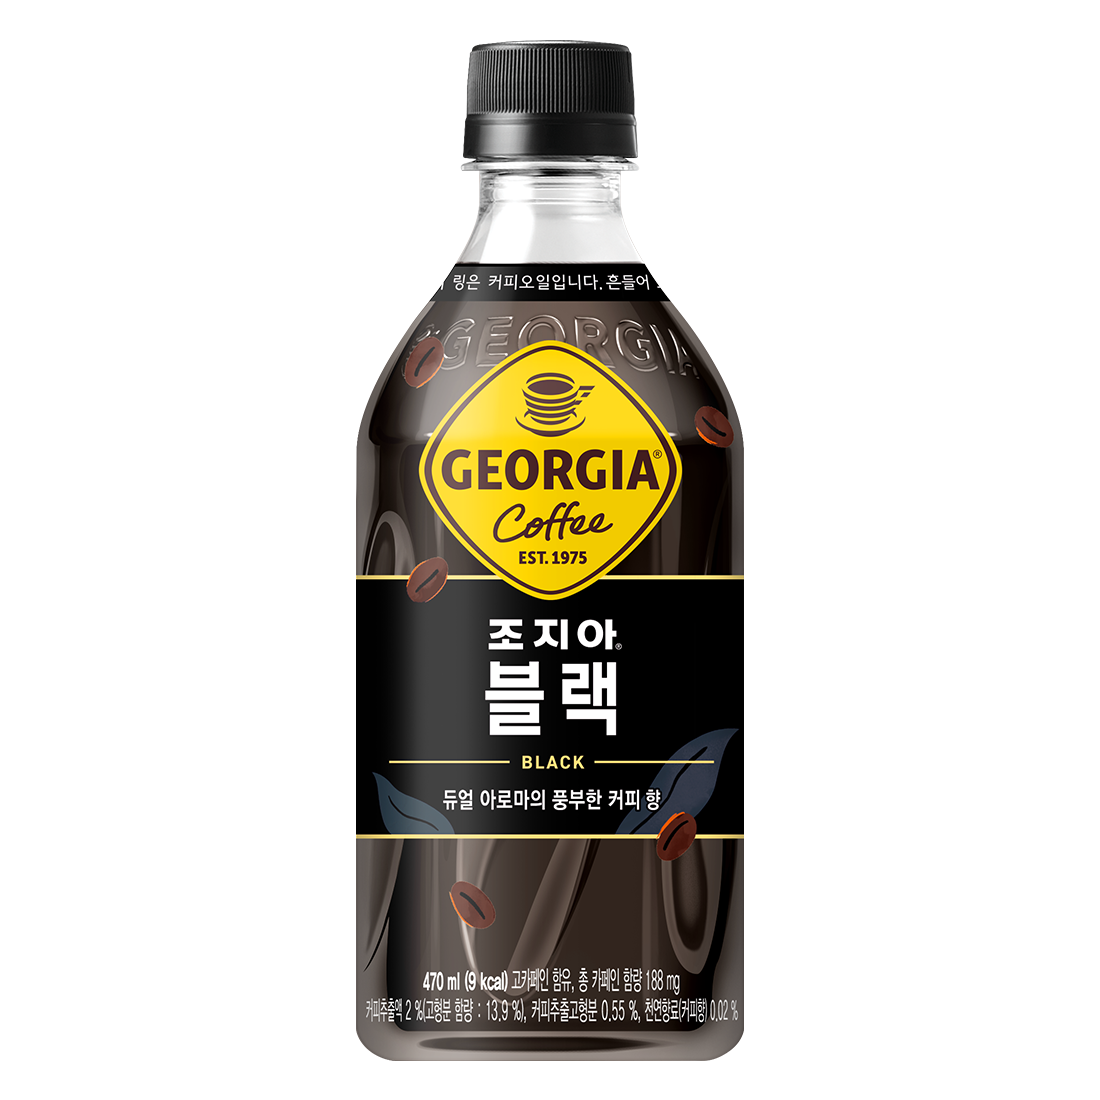 링은 커피오일입니다. 흔들어
GEORGIA
GEORGIA®
Coffee
EST. 1975
조지아®
블랙
BLACK
듀얼 아로마의 풍부한 커피 향
470 ml (9 kcal) 고카페인 함유, 총 카페인 함량 188 mg
커피추출액 2 %(고형분 함량 : 13.9 %), 커피추출고형분 0.55 %, 천연향료(커피향) 0.02 %